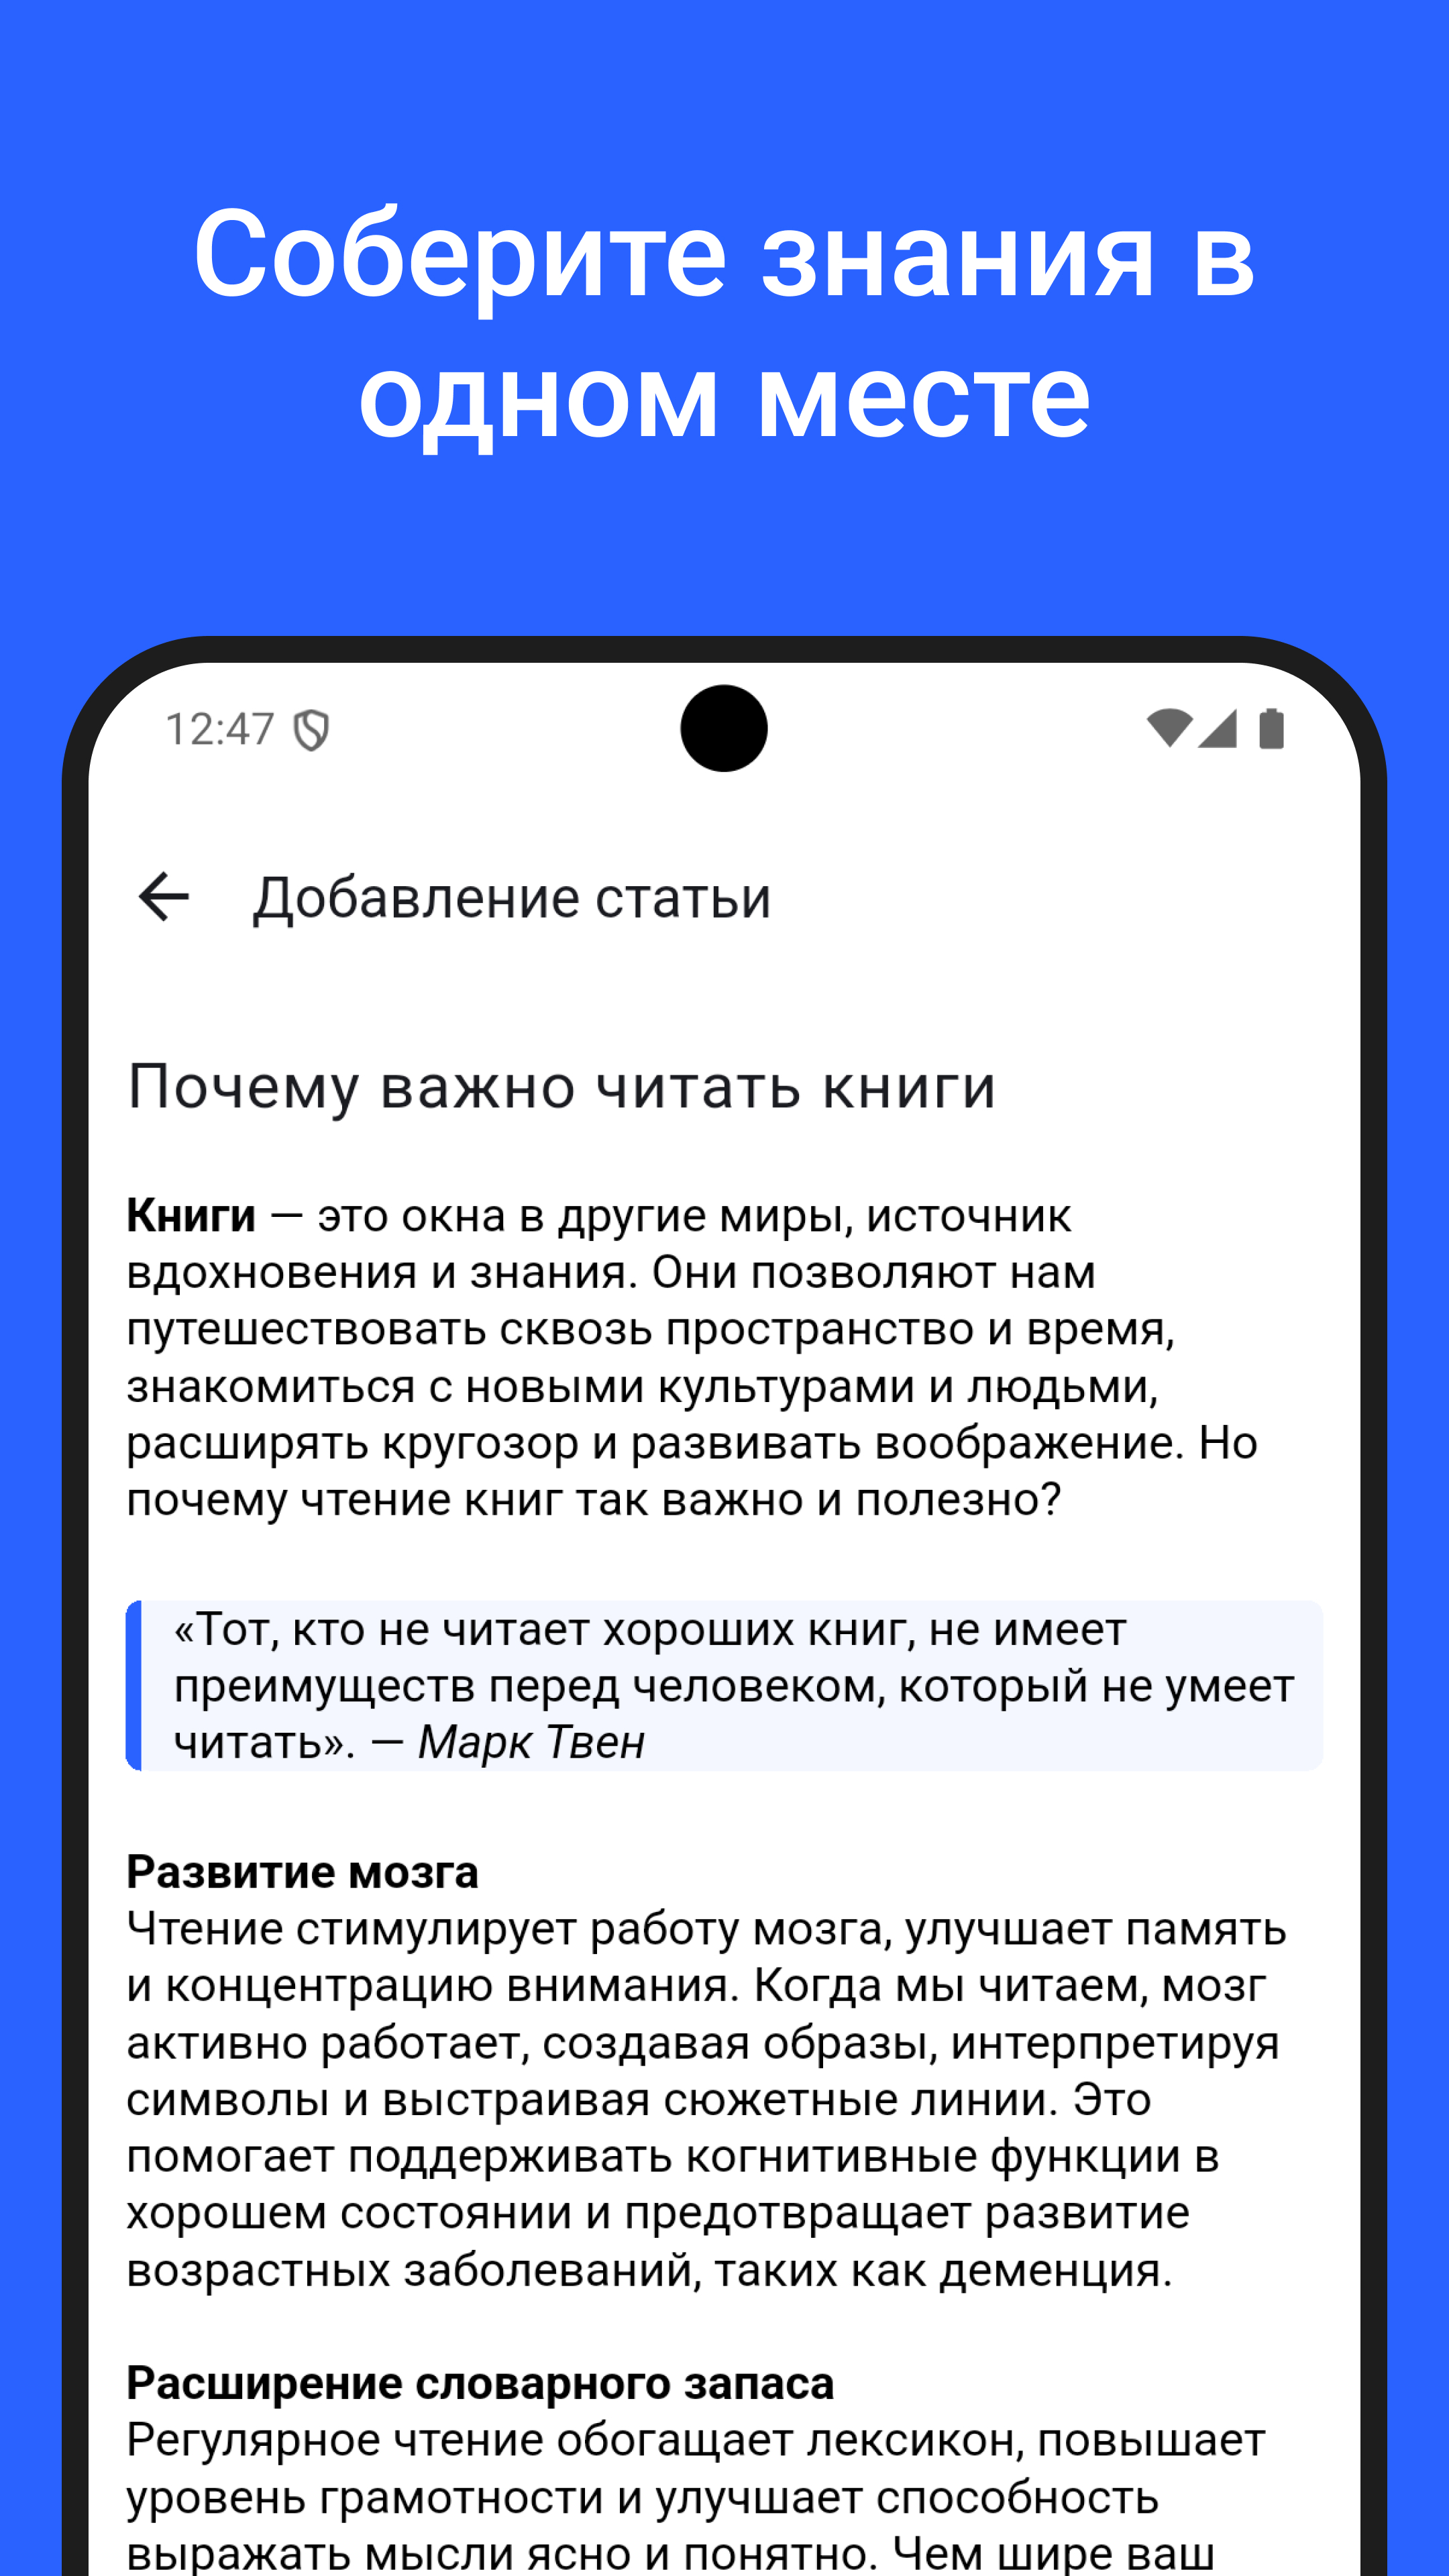 Соберите знания в
одном месте
12:47
Добавление статьи
Почему важно читать книги
Книги — это окна в другие миры, источник
вдохновения и знания. Они позволяют нам
путешествовать сквозь пространство и время,
знакомиться с новыми культурами и людьми,
расширять кругозор и развивать воображение. Но
почему чтение книг так важно и полезно?
«Тот, кто не читает хороших книг, не имеет
преимуществ перед человеком, который не умеет
читать». — Марк Твен
Развитие мозга
Чтение стимулирует работу мозга, улучшает память
и концентрацию внимания. Когда мы читаем, мозг
активно работает, создавая образы, интерпретируя
символы и выстраивая сюжетные линии. Это
помогает поддерживать когнитивные функции в
хорошем состоянии и предотвращает развитие
возрастных заболеваний, таких как деменция.
Расширение словарного запаса
Регулярное чтение обогащает лексикон, повышает
уровень грамотности и улучшает способность
выражать мысли ясно и понятно. Чем шире ваш